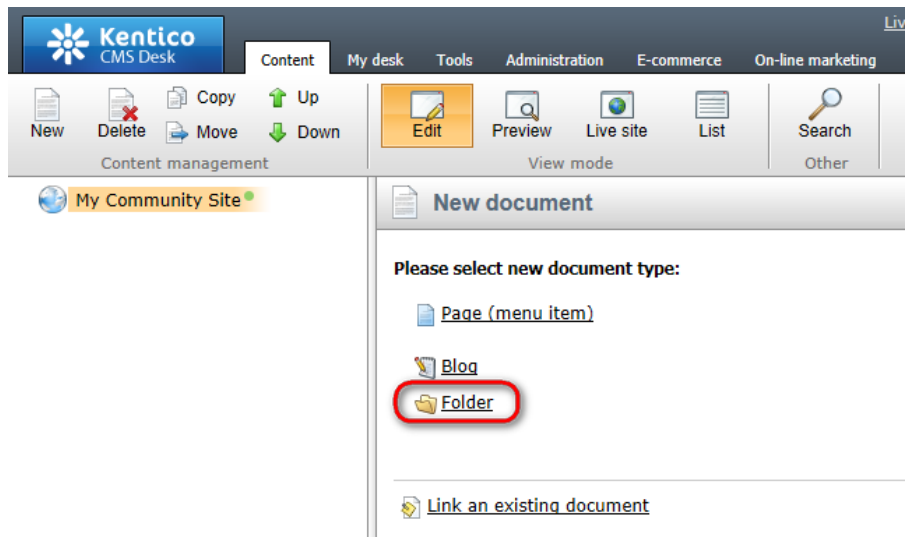 Liv
Kentico
CMS Desk
Content My desk Tools Administration E-commerce On-line marketing
New Delete Copy Move Up Down
Content management
Edit Preview Live site List
View mode
Search
Other
My Community Site
New document
Please select new document type:
Page (menu item)
Blog
Folder
Link an existing document